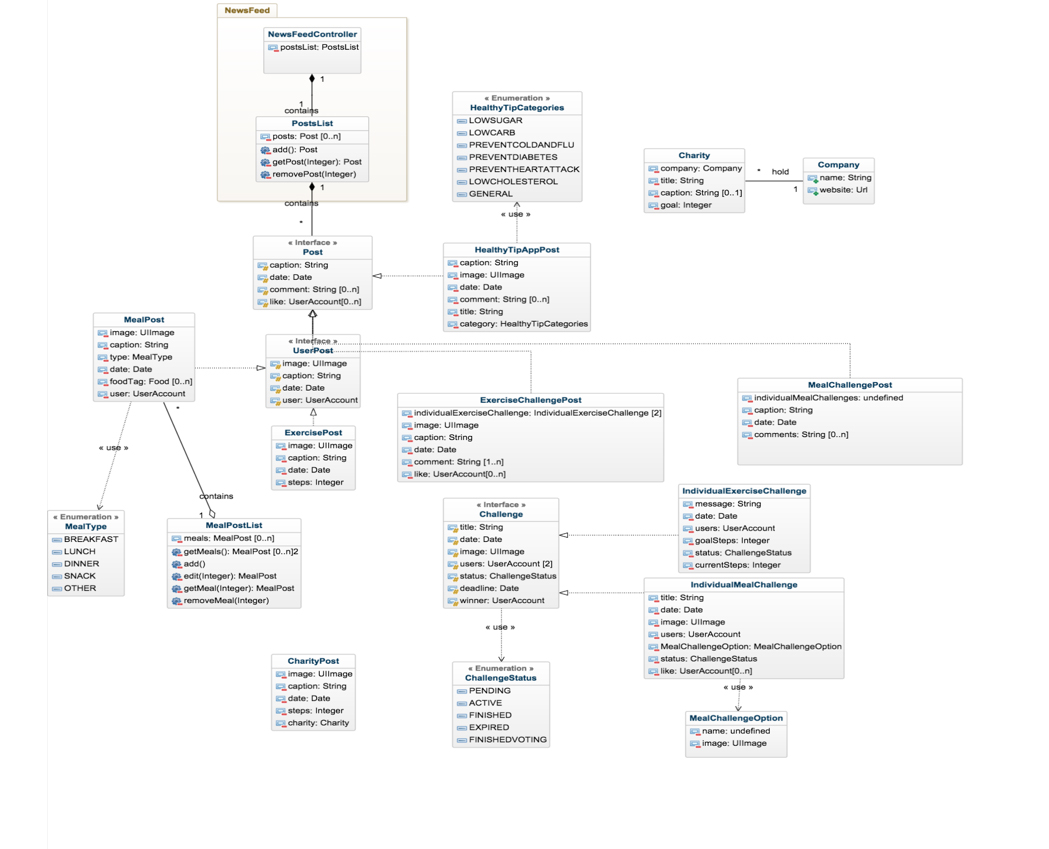 NewsFeed
NewsFeedController
postsList: PostsList
1
1
contains
PostsList
posts: Post [0..n]
add(): Post
getPost(Integer): Post
removePost(Integer)
1
contains
*
« Interface »
Post
caption: String
date: Date
comment: String [0..n]
like: UserAccount[0..n]
« Enumeration »
HealthyTipCategories
LOWSUGAR
LOWCARB
PREVENTCOLDANDFLU
PREVENTDIABETES
PREVENTHEARTATTACK
LOWCHOLESTEROL
GENERAL
« use »
HealthyTipAppPost
caption: String
image: UIImage
date: Date
comment: String [0..n]
title: String
category: HealthyTipCategories
Charity
company: Company
title: String
caption: String [0..1]
goal: Integer
* hold
1
Company
name: String
website: Url
MealPost
image: UIImage
caption: String
type: MealType
date: Date
foodTag: Food [0..n]
user: UserAccount
*
« Interface »
UserPost
image: UIImage
caption: String
date: Date
user: UserAccount
ExercisePost
image: UIImage
caption: String
date: Date
steps: Integer
ExerciseChallengePost
individualExerciseChallenge: IndividualExerciseChallenge [2]
image: UIImage
caption: String
date: Date
comment: String [1..n]
like: UserAccount[0..n]
MealChallengePost
individualMealChallenges: undefined
caption: String
date: Date
comments: String [0..n]
« use »
contains
1
« Enumeration »
MealType
BREAKFAST
LUNCH
DINNER
SNACK
OTHER
MealPostList
meals: MealPost [0..n]
getMeals(): MealPost [0..n]2
add()
edit(Integer): MealPost
getMeal(Integer): MealPost
removeMeal(Integer)
« Interface »
Challenge
title: String
date: Date
image: UIImage
users: UserAccount [2]
status: ChallengeStatus
deadline: Date
winner: UserAccount
« use »
IndividualExerciseChallenge
message: String
date: Date
users: UserAccount
goalSteps: Integer
status: ChallengeStatus
currentSteps: Integer
IndividualMealChallenge
title: String
date: Date
image: UIImage
users: UserAccount
MealChallengeOption: MealChallengeOption
status: ChallengeStatus
like: UserAccount[0..n]
« use »
CharityPost
image: UIImage
caption: String
date: Date
steps: Integer
charity: Charity
« Enumeration »
ChallengeStatus
PENDING
ACTIVE
FINISHED
EXPIRED
FINISHEDVOTING
MealChallengeOption
name: undefined
image: UIImage